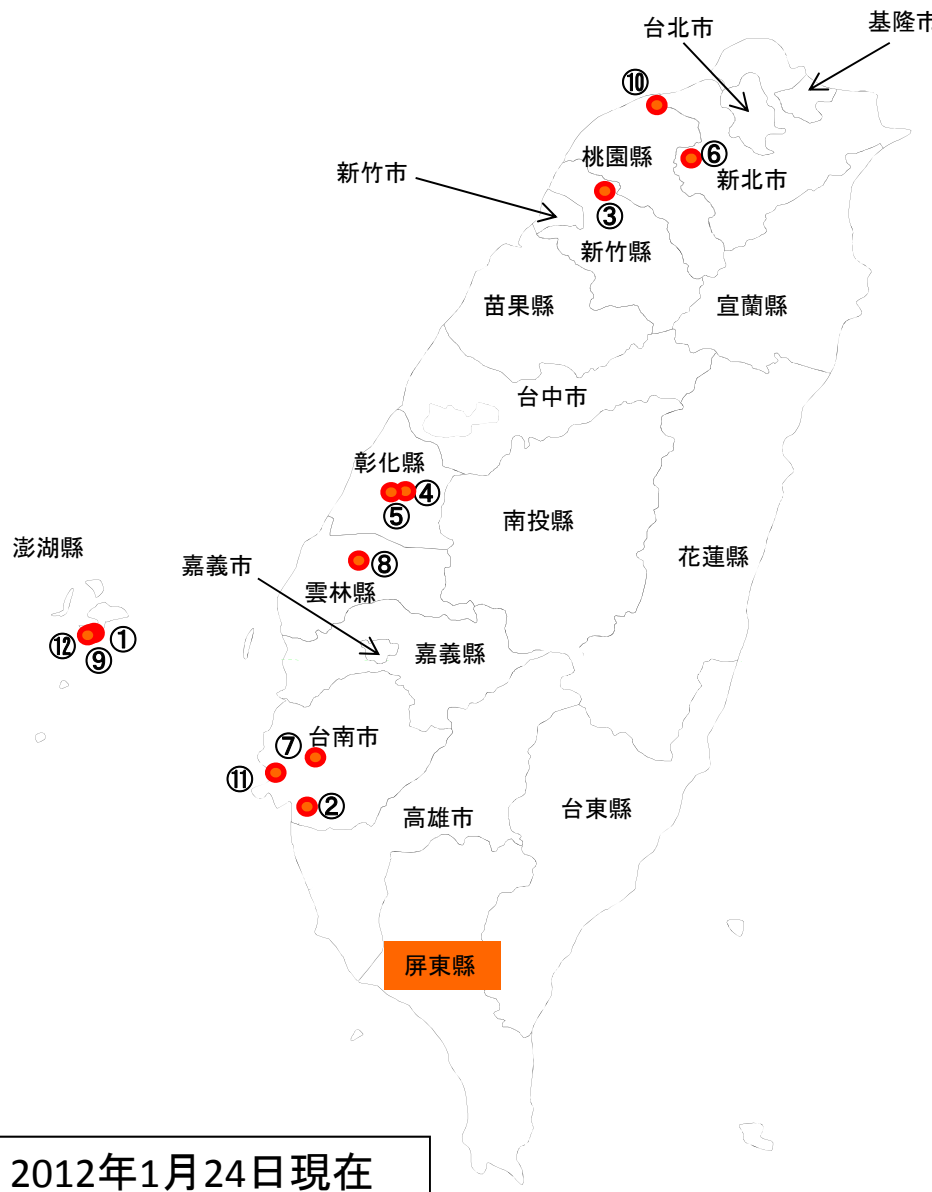 台北市
基隆市
⑩
桃園縣
⑥
新竹市
新北市
③
新竹縣
苗果縣
宣蘭縣
台中市
彰化縣
④
⑤
南投縣
澎湖縣
花蓮縣
嘉義市
⑧
雲林縣
①
⑫
⑨
嘉義縣
台南市
⑦
⑪
②
高雄市
台東縣
屏東縣
2012年1月24日現在